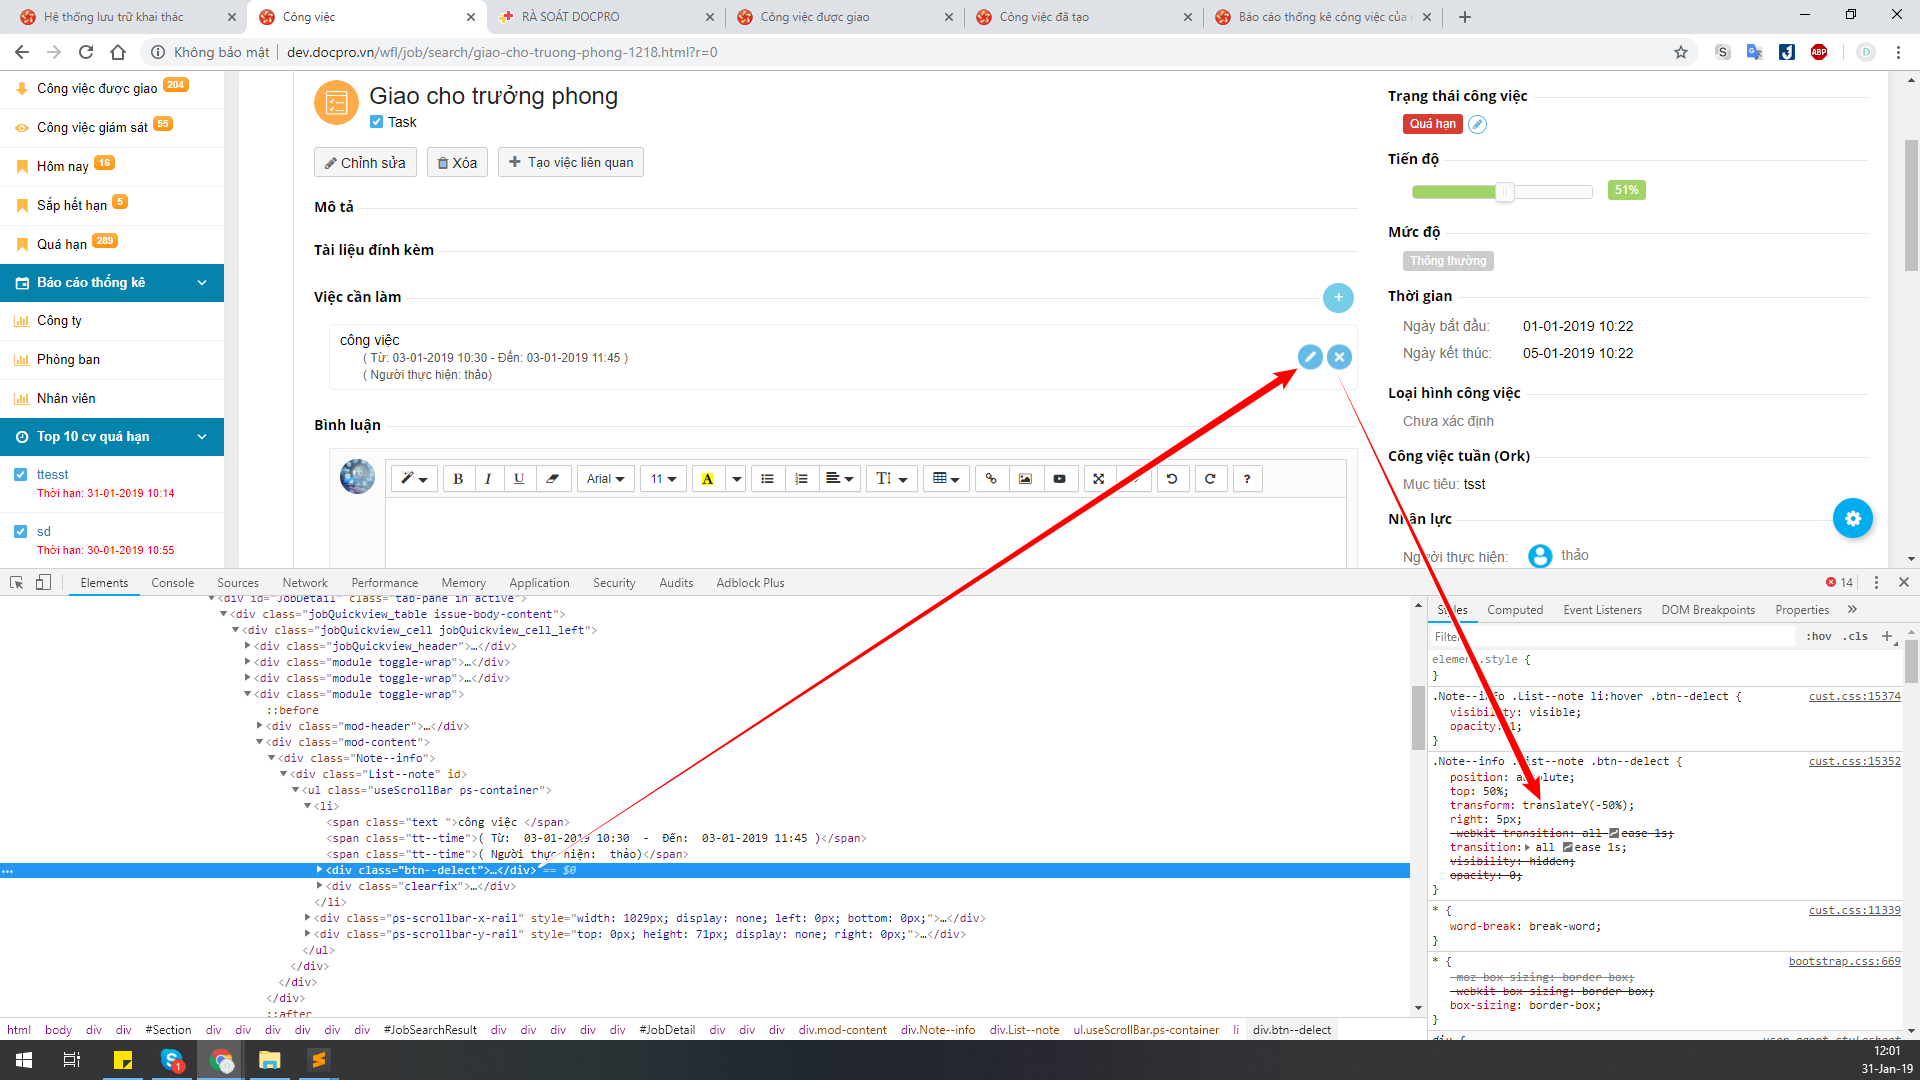 Hệ thống lưu trữ khai thác
Công việc
RÀ SOÁT DOCPRO
Công việc được giao
Công việc đã tạo
Báo cáo thống kê công việc của
Không bảo mật
dev.docpro.vn/wfl/job/search/giao-cho-truong-phong-1218.html?r=0
Công việc được giao 204
Công việc giám sát 55
Hôm nay 16
Sắp hết hạn 5
Quá hạn 289
Báo cáo thống kê
Công ty
Phòng ban
Nhân viên
Top 10 cv quá hạn
ttesst
Thời hạn: 31-01-2019 10:14
sd
Thời hạn: 30-01-2019 10:55
Giao cho trưởng phong
Task
Chỉnh sửa
Xóa
Tạo việc liên quan
Mô tả
Tài liệu đính kèm
Việc cần làm
công việc
( Từ: 03-01-2019 10:30 - Đến: 03-01-2019 11:45 )
( Người thực hiện: thảo)
Bình luận
B I U Arial 11 A TI ?
Trạng thái công việc
Quá hạn
Tiến độ
51%
Mức độ
Thông thường
Thời gian
Ngày bắt đầu: 01-01-2019 10:22
Ngày kết thúc: 05-01-2019 10:22
Loại hình công việc
Chưa xác định
Công việc tuần (Ork)
Mục tiêu: tsst
Nhân lực
Người thực hiện: thảo
Elements Console Sources Network Performance Memory Application Security Audits Adblock Plus
14
<div id="JobDetail" class="tab-pane in active">
<div class="jobQuickview_table issue-body-content">
<div class="jobQuickview_cell jobQuickview_cell_left">
<div class="jobQuickview_header">…</div>
<div class="module toggle-wrap">…</div>
<div class="module toggle-wrap">…</div>
<div class="module toggle-wrap">
::before
<div class="mod-header">…</div>
<div class="mod-content">
<div class="Note--info">
<div class="List--note" id>
<ul class="useScrollBar ps-container">
<li>
<span class="text ">công việc </span>
<span class="tt--time">( Từ: 03-01-2019 10:30 - Đến: 03-01-2019 11:45 )</span>
<span class="tt--time">( Người thực hiện: thảo)</span>
<div class="btn--delect">…</div> == $0
<div class="clearfix">…</div>
</li>
<div class="ps-scrollbar-x-rail" style="width: 1029px; display: none; left: 0px; bottom: 0px;">…</div>
<div class="ps-scrollbar-y-rail" style="top: 0px; height: 71px; display: none; right: 0px;">…</div>
</ul>
</div>
</div>
</div>
::after
html body div div #Section div div div div div div #JobSearchResult div div div div div #JobDetail div div div div.mod-content div.Note--info div.List--note ul.useScrollBar.ps-container li div.btn--delect
Styles Computed Event Listeners DOM Breakpoints Properties
Filter :hov .cls
element.style {
}
.Note--info .List--note li:hover .btn--delect { cust.css:15374
visibility: visible;
opacity: 1;
}
.Note--info .List--note .btn--delect { cust.css:15352
position: absolute;
top: 50%;
transform: translateY(-50%);
right: 5px;
-webkit-transition: all ease 1s;
transition: all ease 1s;
visibility: hidden;
opacity: 0;
}
* { cust.css:11339
word-break: break-word;
}
* { bootstrap.css:669
-moz-box-sizing: border-box;
-webkit-box-sizing: border-box;
box-sizing: border-box;
}
div { user agent stylesheet
12:01
31-Jan-19